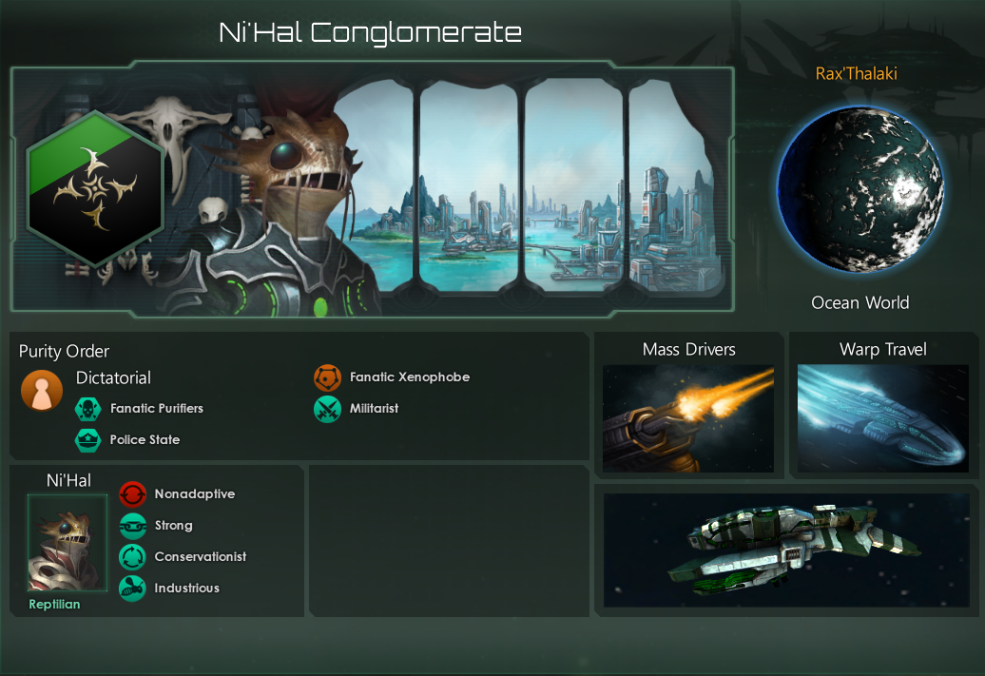 Ni'Hal Conglomerate
Rax'Thalaki
Ocean World
Purity Order
Dictatorial
Fanatic Purifiers
Police State
Fanatic Xenophobe
Militarist
Mass Drivers
Warp Travel
Ni'Hal
Reptilian
Nonadaptive
Strong
Conservationist
Industrious